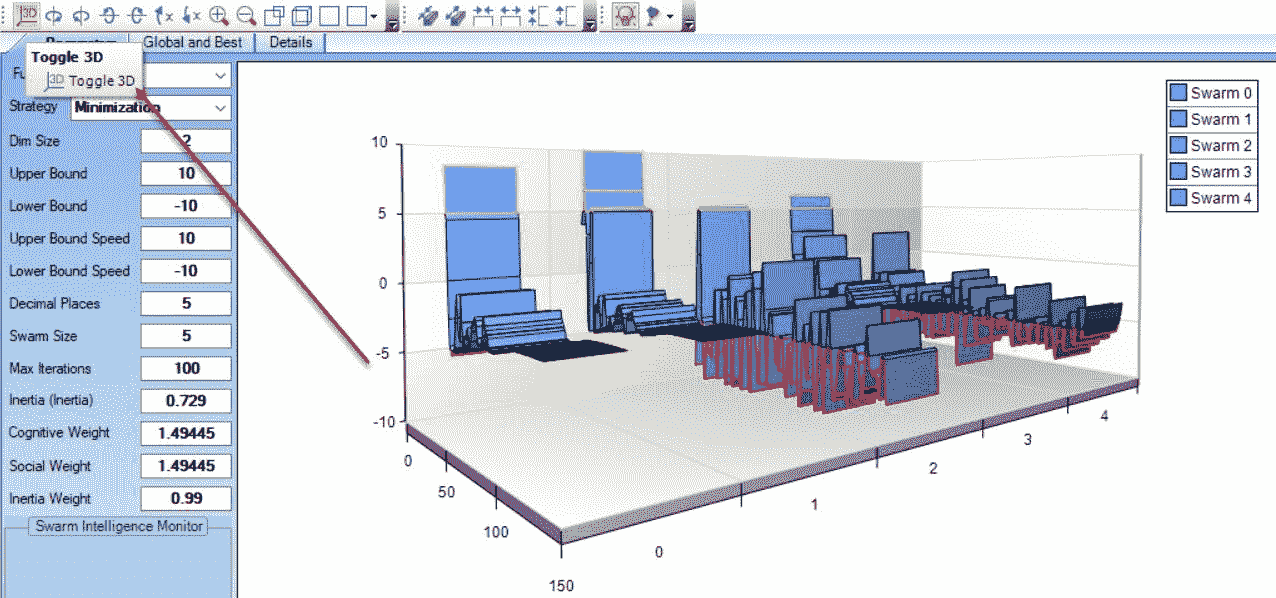 3D
Global and Best
Details
Toggle 3D
3D Toggle 3D
Strategy Minimization
Dim Size 2
Upper Bound 10
Lower Bound -10
Upper Bound Speed 10
Lower Bound Speed -10
Decimal Places 5
Swarm Size 5
Max Iterations 100
Inertia (Inertia) 0.729
Cognitive Weight 1.49445
Social Weight 1.49445
Inertia Weight 0.99
Swarm Intelligence Monitor
10
5
0
-5
-10
0
50
100
150
0
1
2
3
4
Swarm 0
Swarm 1
Swarm 2
Swarm 3
Swarm 4